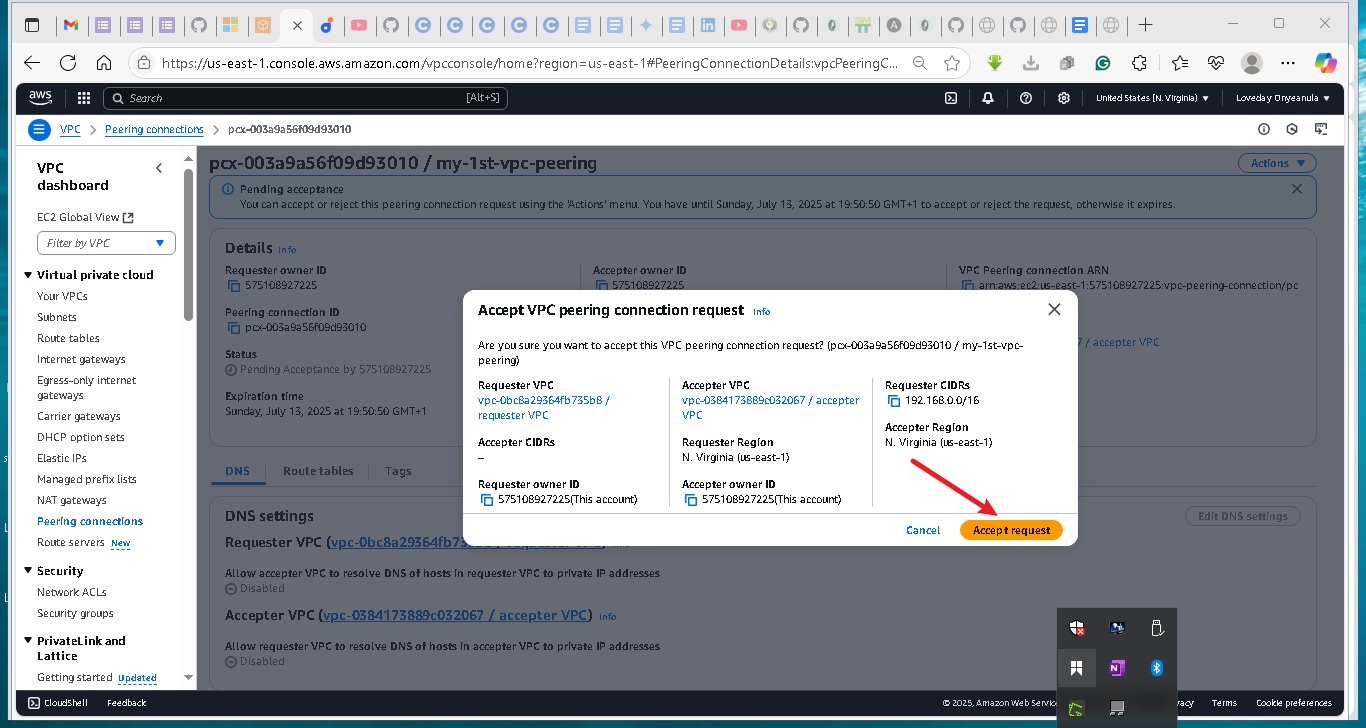 https://us-east-1.console.aws.amazon.com/vpcconsole/home?region=us-east-1#PeeringConnectionDetails:vpcPeeringC...
aws
Search
[Alt+S]
United States (N. Virginia)
Loveday Onyeanula
VPC
Peering connections
pcx-003a9a56f09d93010
VPC dashboard
EC2 Global View
Filter by VPC
Virtual private cloud
Your VPCs
Subnets
Route tables
Internet gateways
Egress-only internet
gateways
Carrier gateways
DHCP option sets
Elastic IPs
Managed prefix lists
NAT gateways
Peering connections
Route servers New
Security
Network ACLs
Security groups
PrivateLink and
Lattice
Getting started Updated
pcx-003a9a56f09d93010 / my-1st-vpc-peering
Actions
Pending acceptance
You can accept or reject this peering connection request using the 'Actions' menu. You have until Sunday, July 13, 2025 at 19:50:50 GMT+1 to accept or reject the request, otherwise it expires.
Details Info
Requester owner ID
575108927225
Peering connection ID
pcx-003a9a56f09d93010
Status
Pending Acceptance by 575108927225
Expiration time
Sunday, July 13, 2025 at 19:50:50 GMT+1
Accepter owner ID
575108927225
VPC Peering connection ARN
arn:aws:ec2:us-east-1:575108927225:vpc-peering-connection/pc
/ accepter VPC
Accept VPC peering connection request Info
Are you sure you want to accept this VPC peering connection request? (pcx-003a9a56f09d93010 / my-1st-vpc-
peering)
Requester VPC
vpc-0bc8a29364fb735b8 /
requester VPC
Accepter CIDRs
–
Requester owner ID
575108927225(This account)
Accepter VPC
vpc-0384173889c032067 / accepter
VPC
Requester Region
N. Virginia (us-east-1)
Accepter owner ID
575108927225(This account)
Requester CIDRs
192.168.0.0/16
Accepter Region
N. Virginia (us-east-1)
Cancel
Accept request
DNS
Route tables
Tags
DNS settings
Edit DNS settings
Requester VPC (vpc-0bc8a29364fb735b8 / requester VPC) Info
Allow accepter VPC to resolve DNS of hosts in requester VPC to private IP addresses
Disabled
Accepter VPC (vpc-0384173889c032067 / accepter VPC) Info
Allow requester VPC to resolve DNS of hosts in accepter VPC to private IP addresses
Disabled
CloudShell
Feedback
© 2025, Amazon Web Servic
vacy
Terms
Cookie preferences